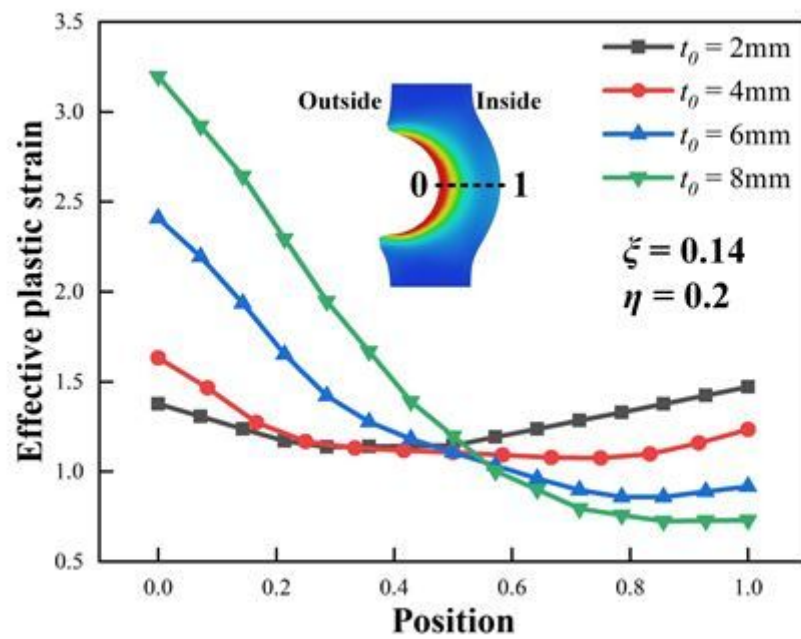 3.5
3.0
2.5
2.0
1.5
1.0
0.5
Effective plastic strain
Outside Inside
0 1
t₀ = 2mm
t₀ = 4mm
t₀ = 6mm
t₀ = 8mm
ξ = 0.14
η = 0.2
0.0 0.2 0.4 0.6 0.8 1.0
Position